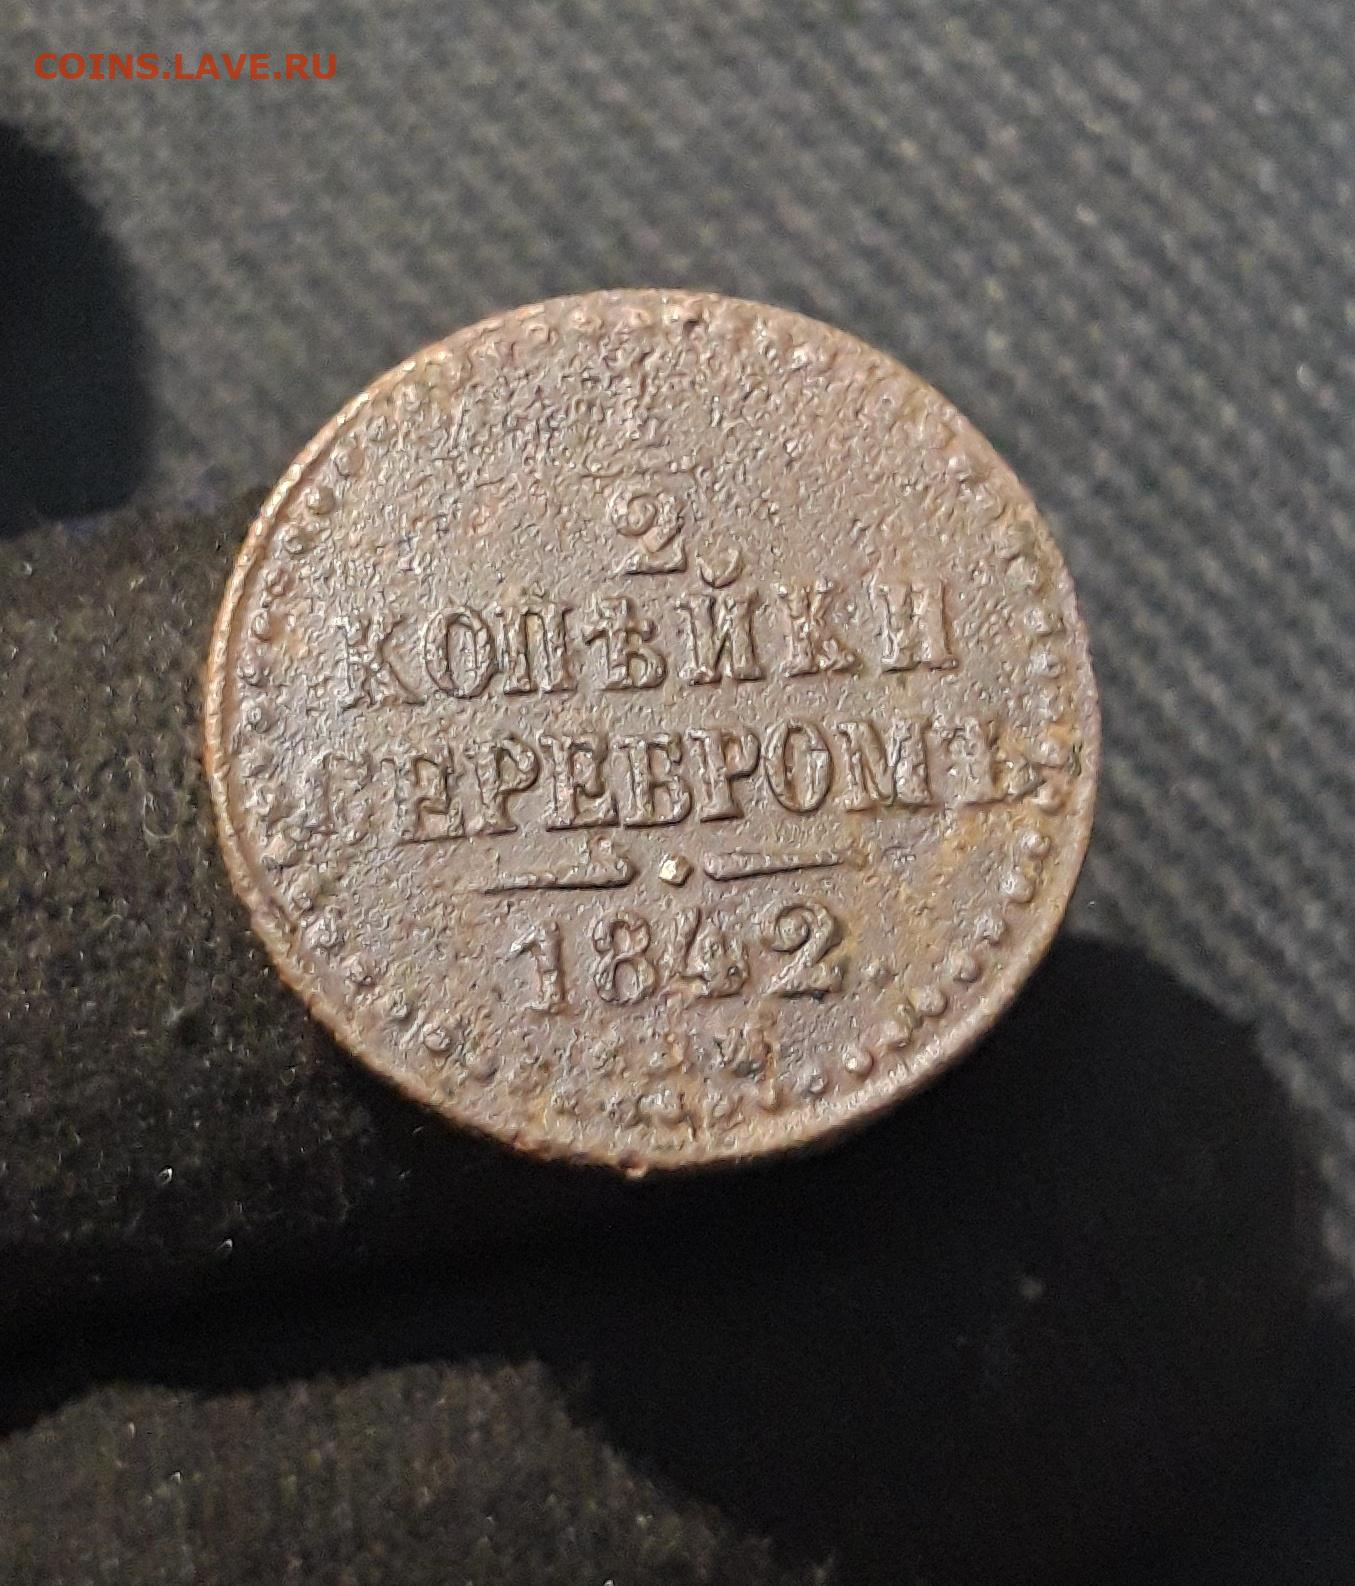 COINS.LAVE.RU
1/2.
КОПѢЙКИ
СЕРЕБРОМЪ
1842